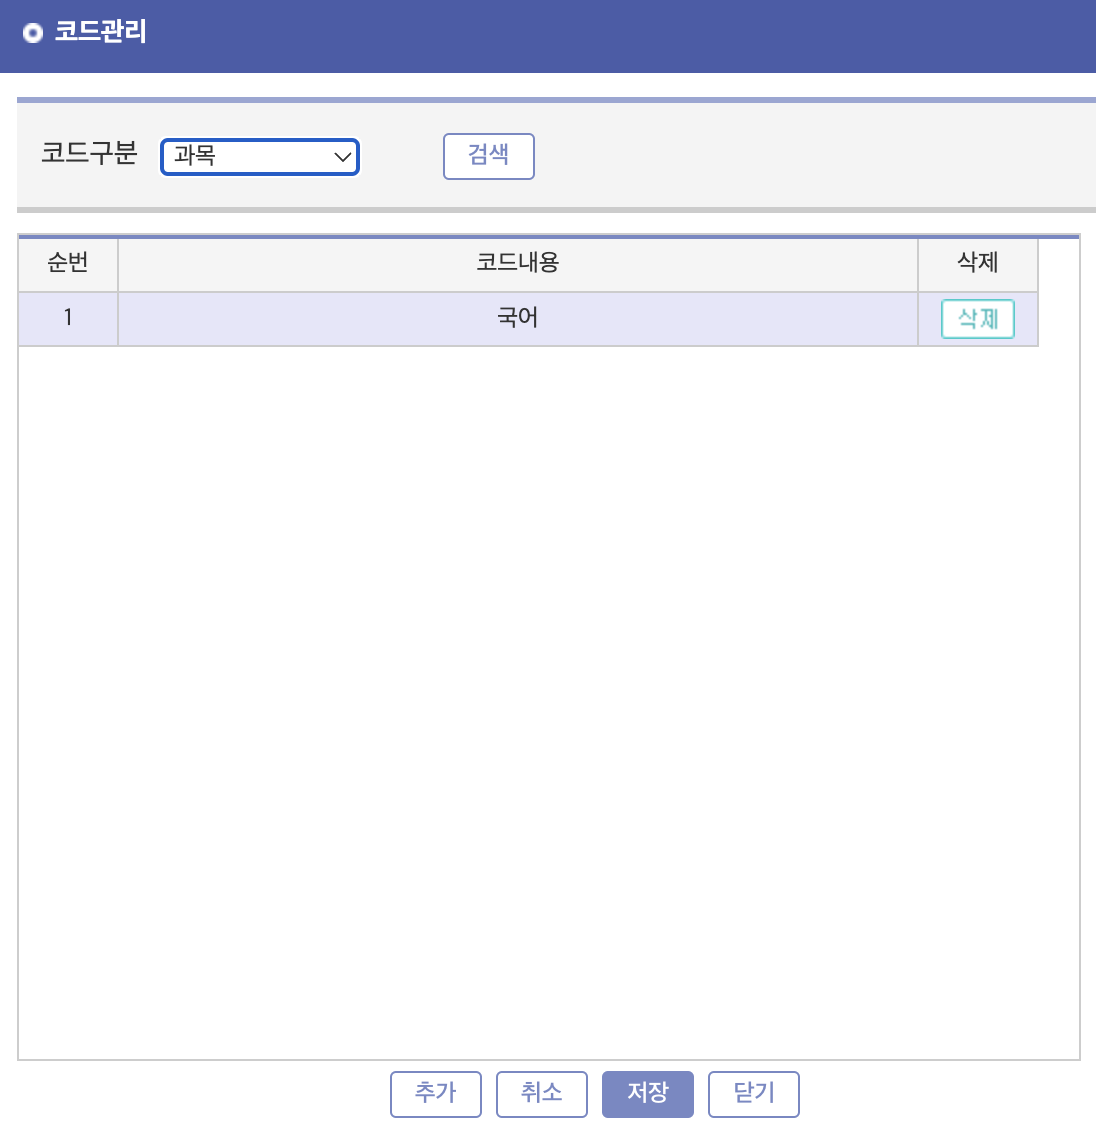 코드관리
코드구분 과목 검색
순번 코드내용 삭제
1 국어 삭제
추가 취소 저장 닫기